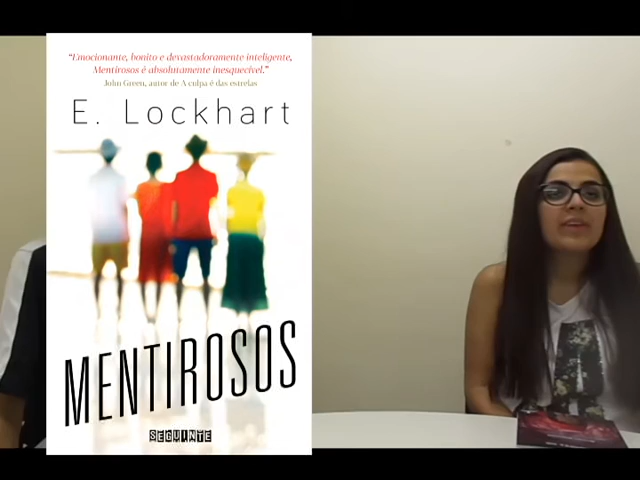 “Emocionante, bonito e devastadoramente inteligente,
Mentirosos é absolutamente inesquecível.”
John Green, autor de A culpa é das estrelas
E. Lockhart
MENTIROSOS
SEGUINTE